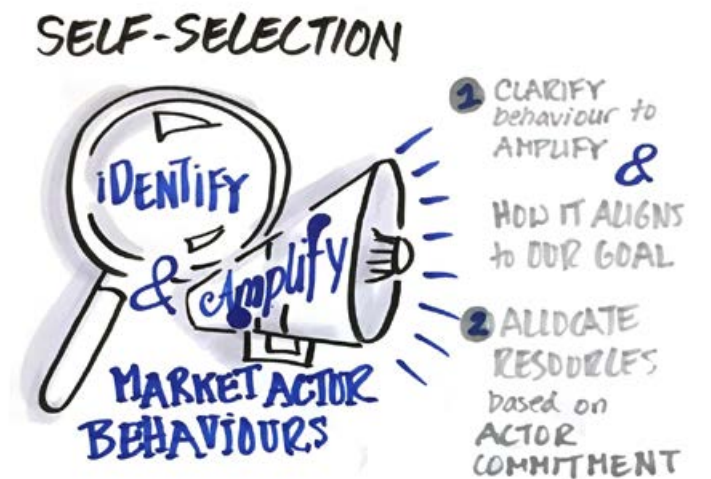 SELF-SELECTION
iDENTiFY
& Amplify
MARKET ACTOR
BEHAVIOURS
1 CLARIFY
behaviour to
AMPLIFY &
HOW IT ALIGNS
to OUR GOAL
2 ALLOCATE
RESOURCES
based on
ACTOR
COMMITMENT